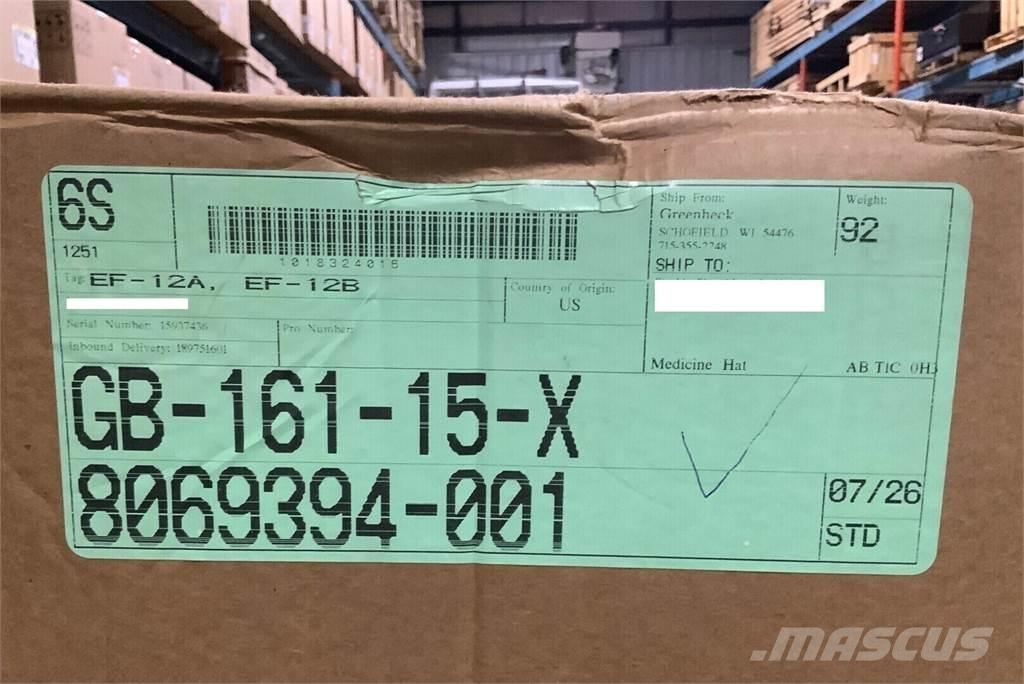 6S
1251
1018324016
Tag: EF-12A, EF-12B
Country of Origin:
US
Serial Number: 15937436
Inbound Delivery: 189751601
Pro Number:
Ship From:
Greenheck
SCHOFIELD, WI 54476
715-355-2248
SHIP TO:
Medicine Hat AB T1C 0H3
Weight:
92
GB-161-15-X
8069394-001
07/26
STD
.MASCUS